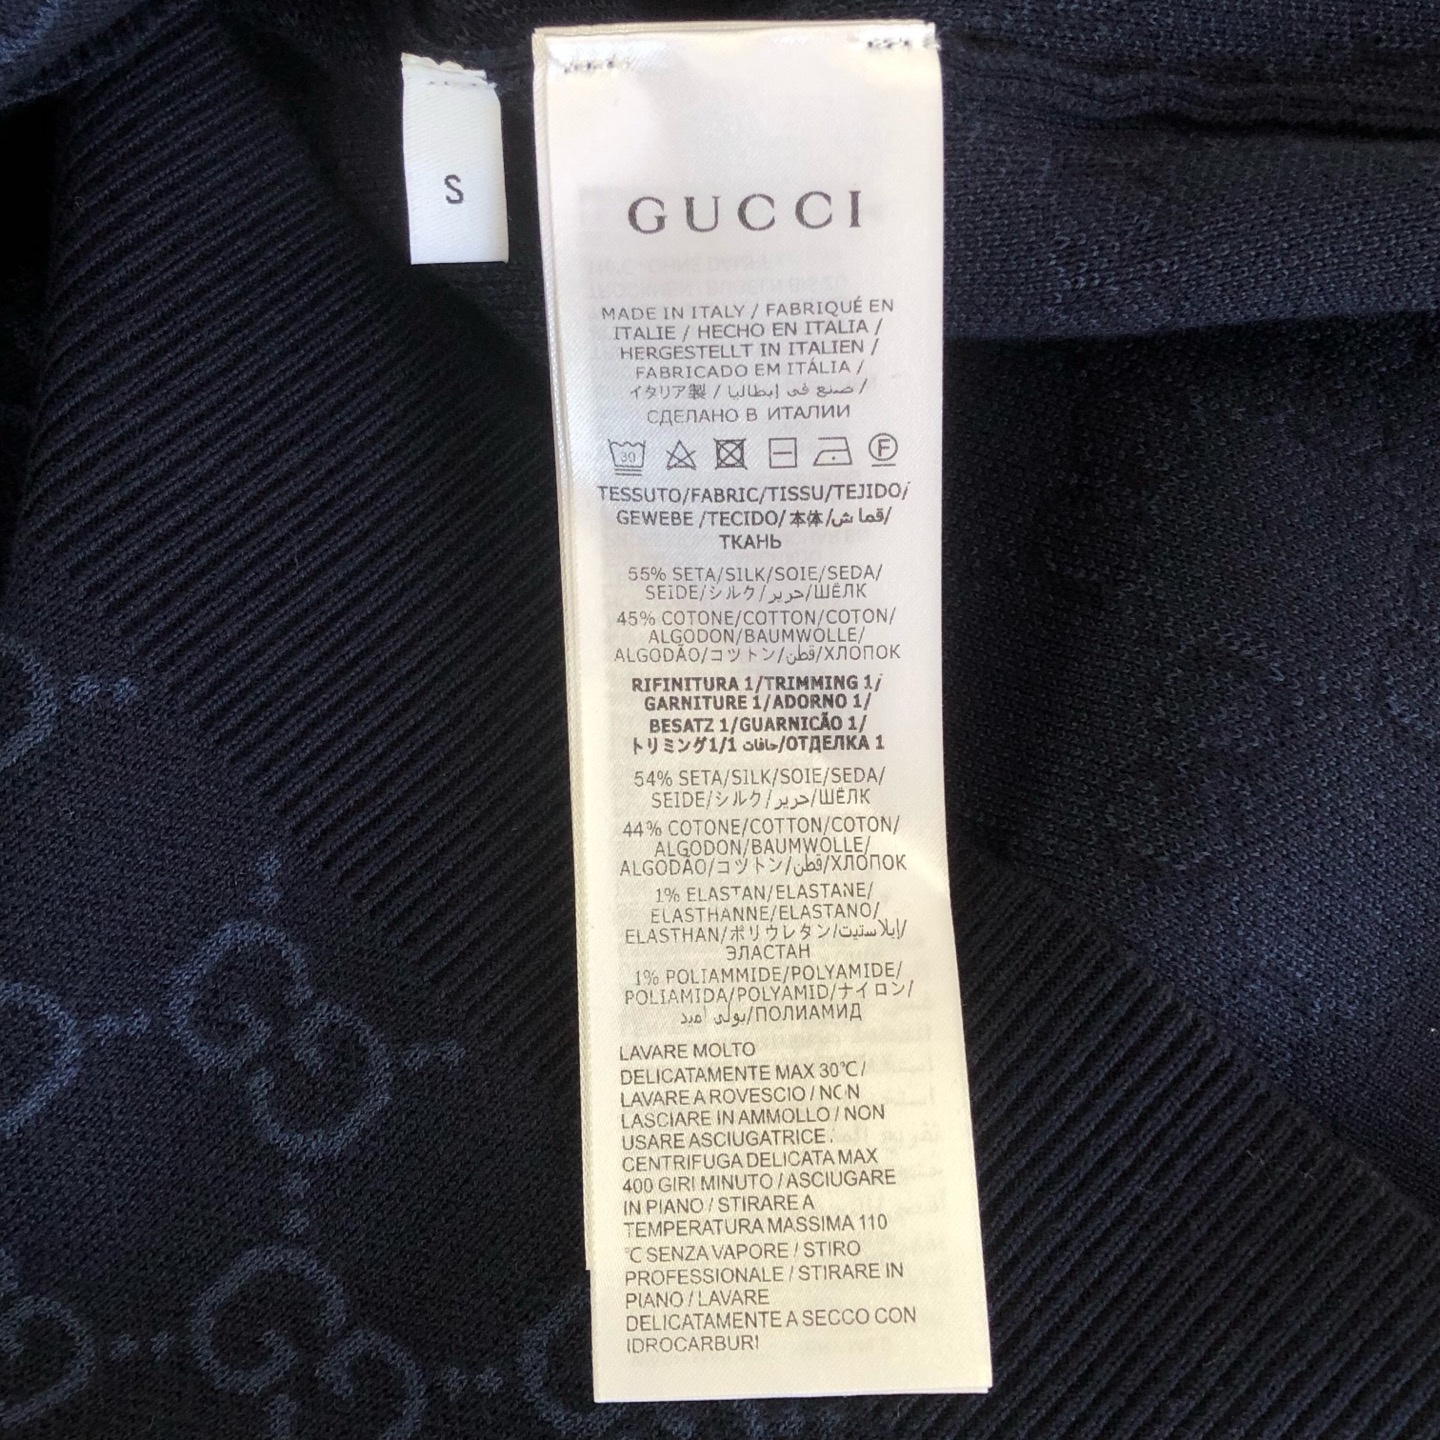 S
GUCCI
MADE IN ITALY / FABRIQUÉ EN
ITALIE / HECHO EN ITALIA /
HERGESTELLT IN ITALIEN /
FABRICADO EM ITÁLIA /
イタリア製 / صنع في إيطاليا /
СДЕЛАНО В ИТАЛИИ
30 F
TESSUTO/FABRIC/TISSU/TEJIDO/
GEWEBE /TECIDO/本体/قماش/
ТКАНЬ
55% SETA/SILK/SOIE/SEDA/
SEIDE/シルク/حرير/ШЁЛК
45% COTONE/COTTON/COTON/
ALGODON/BAUMWOLLE/
ALGODÃO/コットン/قطن/ХЛОПОК
RIFINITURA 1/TRIMMING 1/
GARNITURE 1/ADORNO 1/
BESATZ 1/GUARNICÃO 1/
トリミング1/1 حافات/ОТДЕЛКА 1
54% SETA/SILK/SOIE/SEDA/
SEIDE/シルク/حرير/ШЁЛК
44% COTONE/COTTON/COTON/
ALGODON/BAUMWOLLE/
ALGODÃO/コットン/قطن/ХЛОПОК
1% ELASTAN/ELASTANE/
ELASTHANNE/ELASTANO/
ELASTHAN/ポリウレタン/إيلاستيت/
ЭЛАСТАН
1% POLIAMMIDE/POLYAMIDE/
POLIAMIDA/POLYAMID/ナイロン/
بولي أميد/ПОЛИАМИД
LAVARE MOLTO
DELICATAMENTE MAX 30℃ /
LAVARE A ROVESCIO / NON
LASCIARE IN AMMOLLO / NON
USARE ASCIUGATRICE.
CENTRIFUGA DELICATA MAX
400 GIRI MINUTO / ASCIUGARE
IN PIANO / STIRARE A
TEMPERATURA MASSIMA 110
℃ SENZA VAPORE / STIRO
PROFESSIONALE / STIRARE IN
PIANO / LAVARE
DELICATAMENTE A SECCO CON
IDROCARBURI